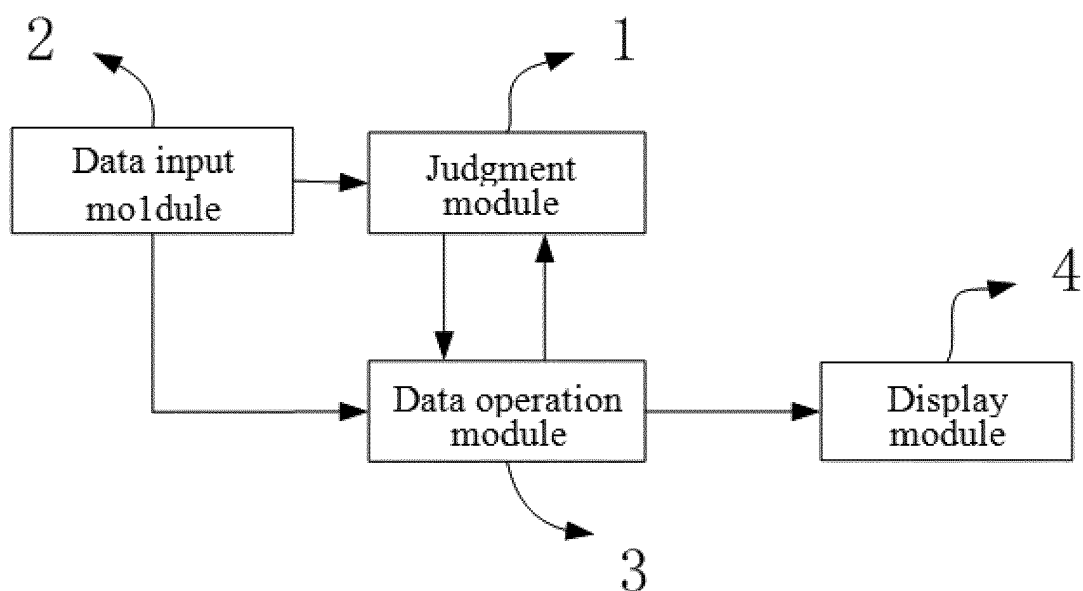 2
1
Data input
mo1dule
Judgment
module
4
Data operation
module
Display
module
3